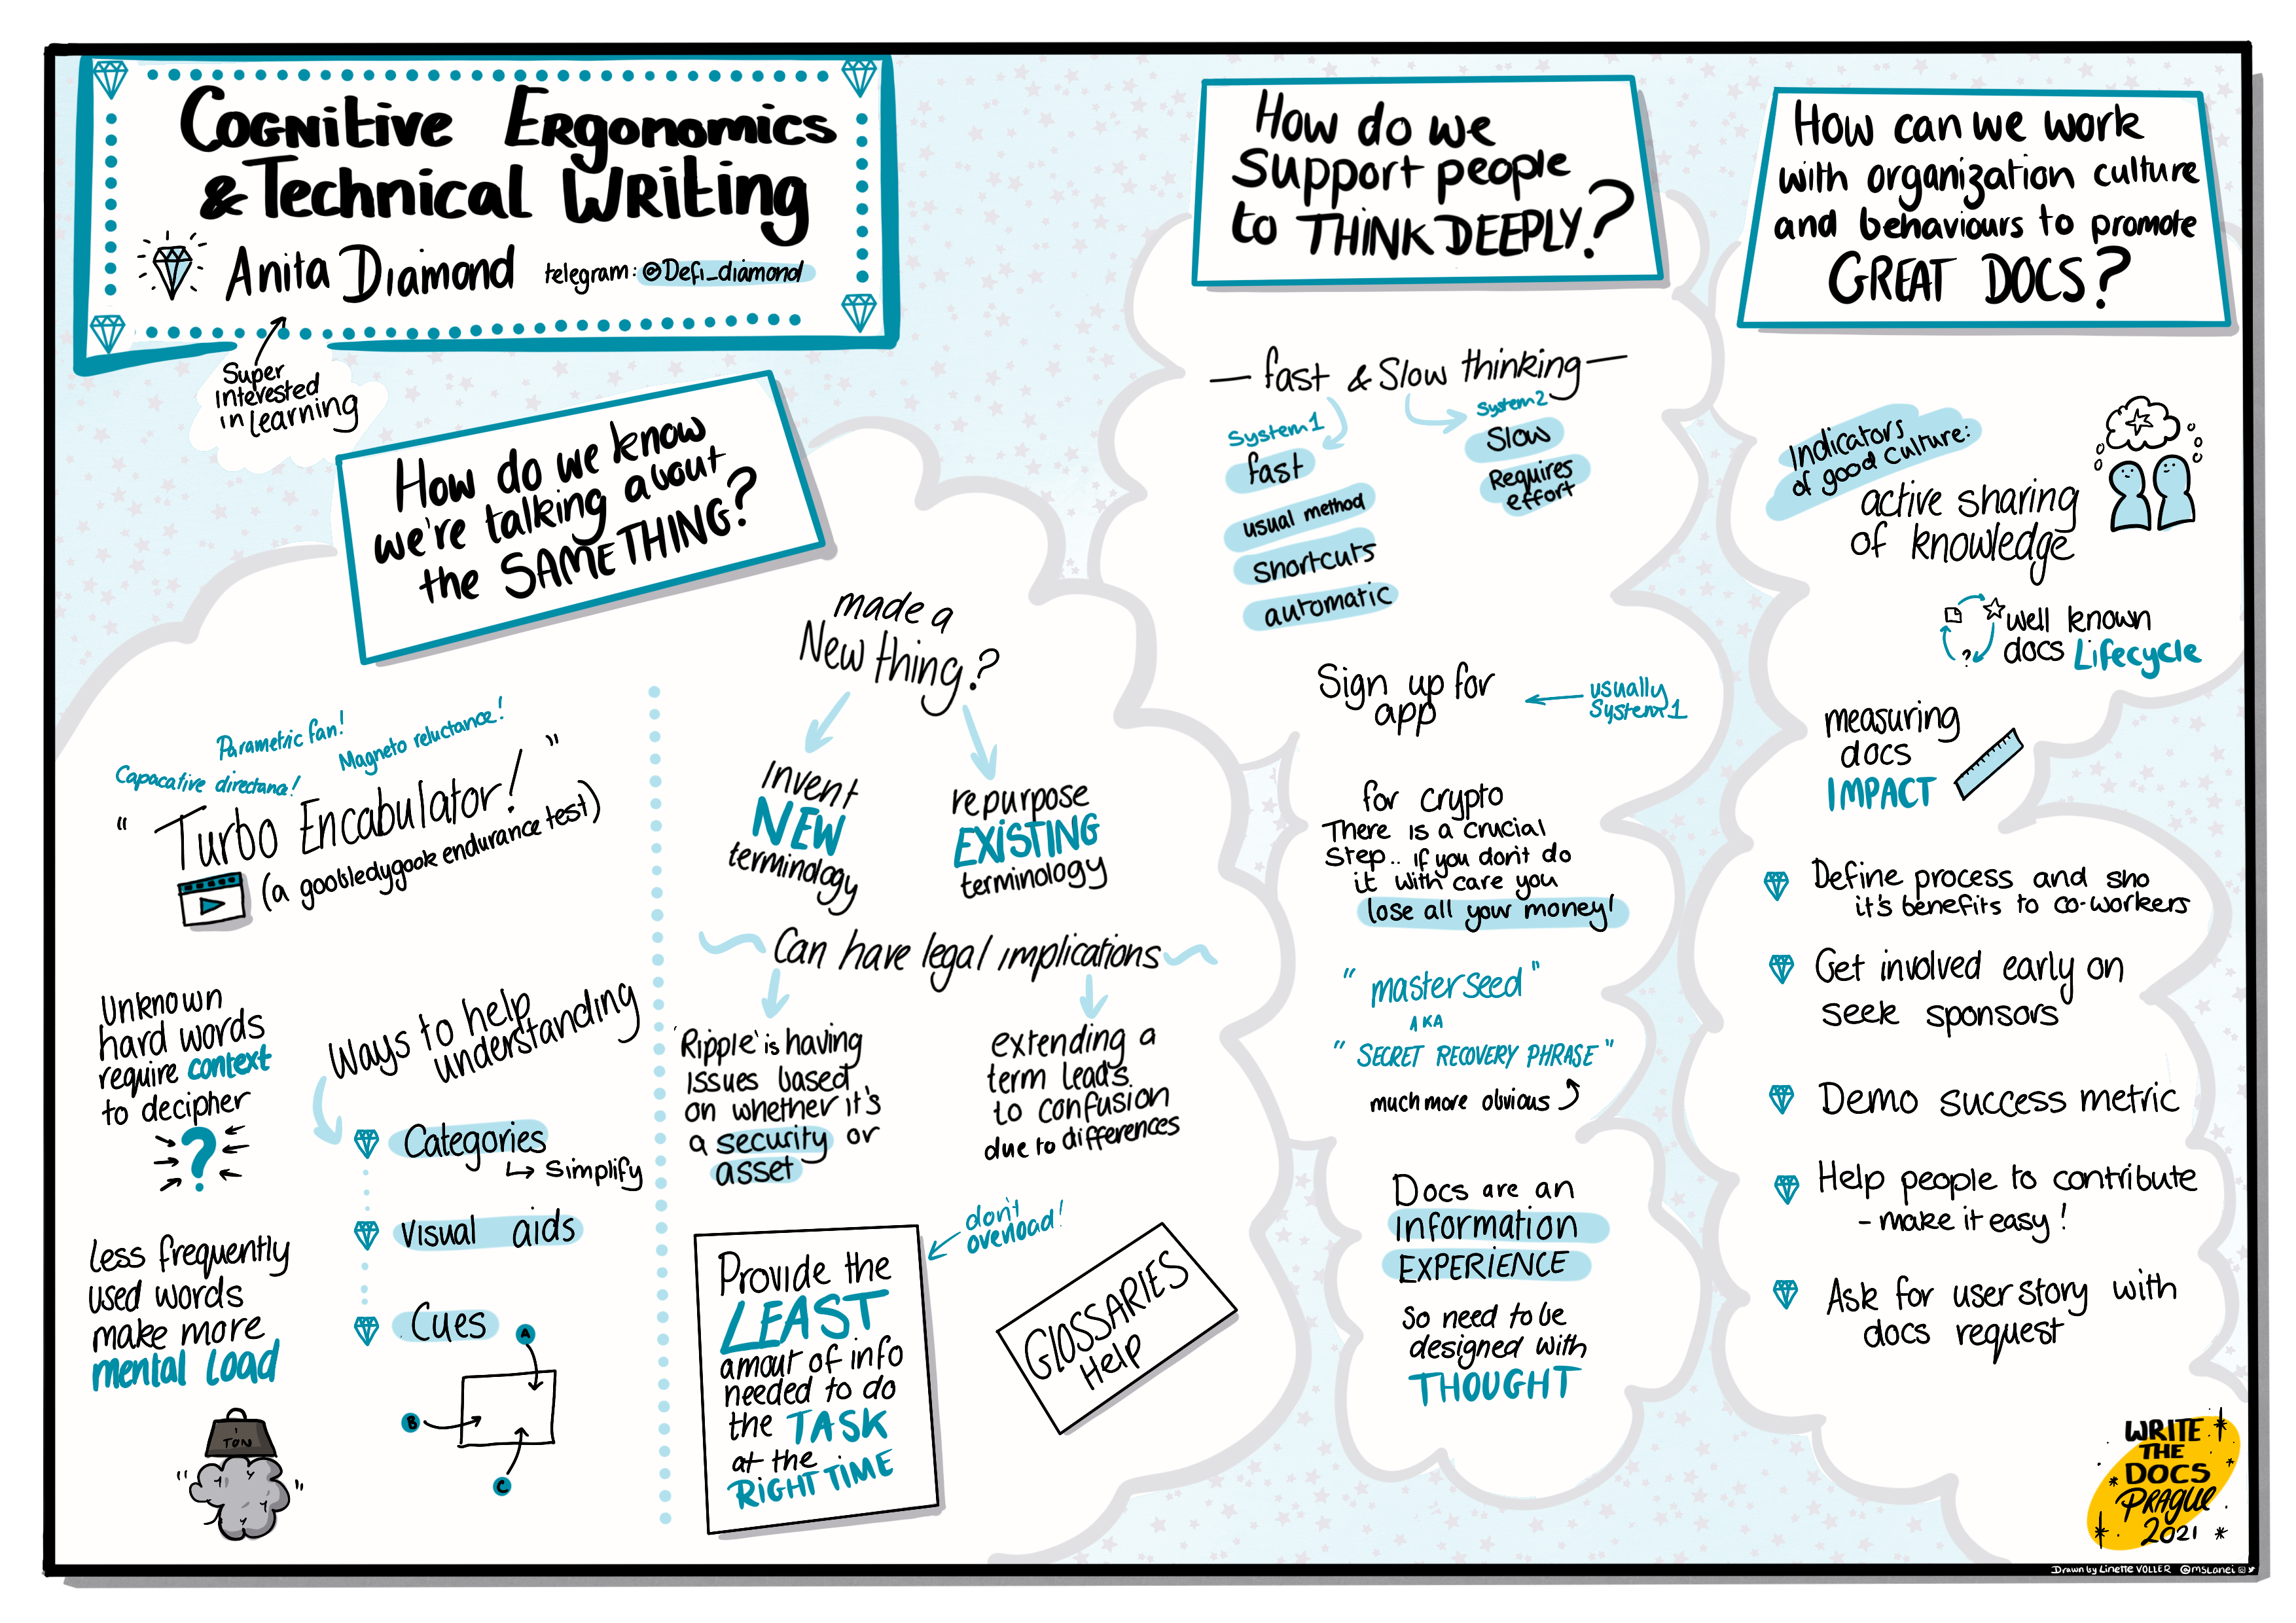 Cognitive Ergonomics
& Technical Writing
Anita Diamond telegram: @Defi_diamond
Super
interested
in learning
How do we know
we're talking about
the SAME THING?
Parametric fan!
Magneto reluctance!
Capacative directance!
"Turbo Encabulator!"
(a goobledygook endurance test)
Unknown
hard words
require context
to decipher
?
Less frequently
used words
make more
mental load
1
TON
Ways to help
understanding
Categories
↳ Simplify
Visual aids
Cues
A
B
C
made a
New thing?
invent
NEW
terminology
repurpose
EXISTING
terminology
Can have legal implications
'Ripple' is having
issues based
on whether it's
a security or
asset
extending a
term leads
to confusion
due to differences
don't
overload!
Provide the
LEAST
amout of info
needed to do
the TASK
at the
RIGHT TIME
GLOSSARIES
Help
How do we
support people
to THINK DEEPLY?
— fast & Slow thinking —
System 1
fast
usual method
shortcuts
automatic
System 2
Slow
Requires
effort
Sign up for
app
usually
System 1
for crypto
There is a crucial
Step.. if you don't do
it with care you
lose all your money!
"master seed"
AKA
"SECRET RECOVERY PHRASE"
much more obvious
Docs are an
information
EXPERIENCE
So need to be
designed with
THOUGHT
How can we work
with organization culture
and behaviours to promote
GREAT DOCS?
Indicators
of good culture:
active sharing
of knowledge
?
well known
docs Lifecycle
measuring
docs
IMPACT
Define process and sho
it's benefits to co-workers
Get involved early on
seek sponsors
Demo success metric
Help people to contribute
- make it easy!
Ask for user story with
docs request
WRITE
THE
DOCS
PRAGUE
2021
Drawn by Linette VOLLER @mslanei